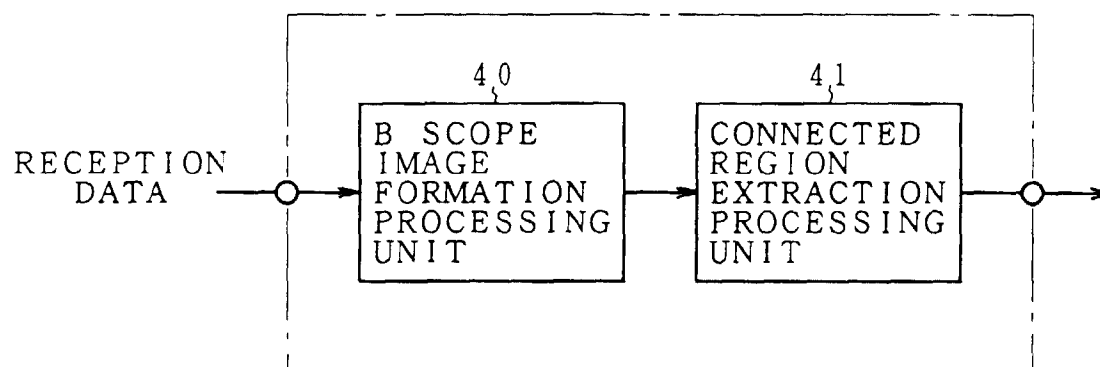 40
41
B SCOPE
IMAGE
FORMATION
PROCESSING
UNIT
CONNECTED
REGION
EXTRACTION
PROCESSING
UNIT
RECEPTION
DATA